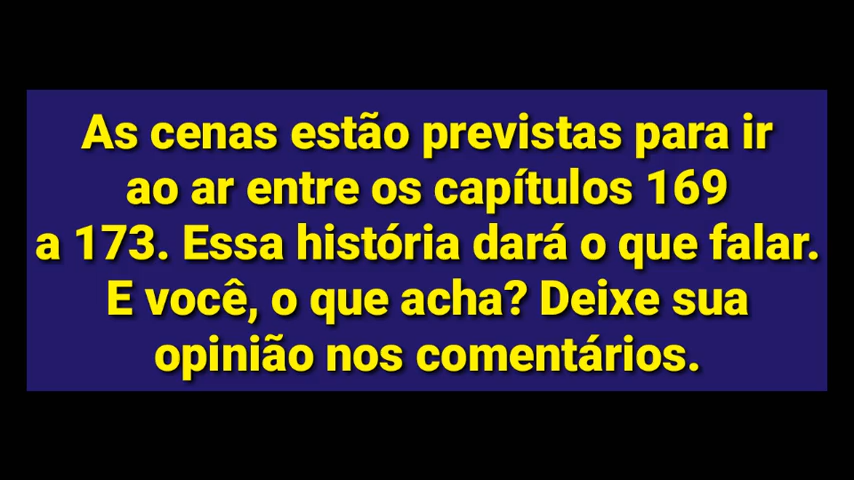 As cenas estão previstas para ir
ao ar entre os capítulos 169
a 173. Essa história dará o que falar.
E você, o que acha? Deixe sua
opinião nos comentários.